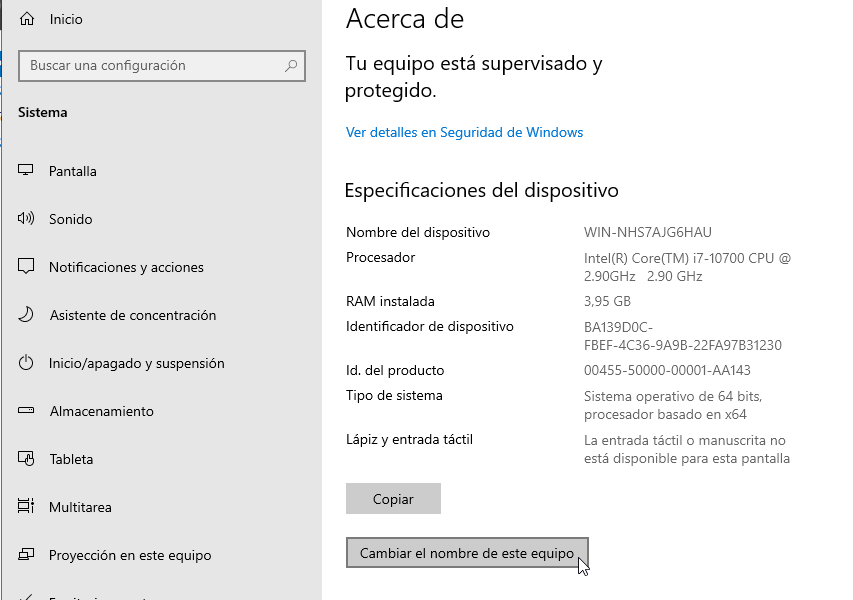 Inicio
Buscar una configuración
Sistema
Pantalla
Sonido
Notificaciones y acciones
Asistente de concentración
Inicio/apagado y suspensión
Almacenamiento
Tableta
Multitarea
Proyección en este equipo
Acerca de
Tu equipo está supervisado y
protegido.
Ver detalles en Seguridad de Windows
Especificaciones del dispositivo
Nombre del dispositivo WIN-NHS7AJG6HAU
Procesador Intel(R) Core(TM) i7-10700 CPU @
2.90GHz 2.90 GHz
RAM instalada 3,95 GB
Identificador de dispositivo BA139D0C-
FBEF-4C36-9A9B-22FA97B31230
Id. del producto 00455-50000-00001-AA143
Tipo de sistema Sistema operativo de 64 bits,
procesador basado en x64
Lápiz y entrada táctil La entrada táctil o manuscrita no
está disponible para esta pantalla
Copiar
Cambiar el nombre de este equipo